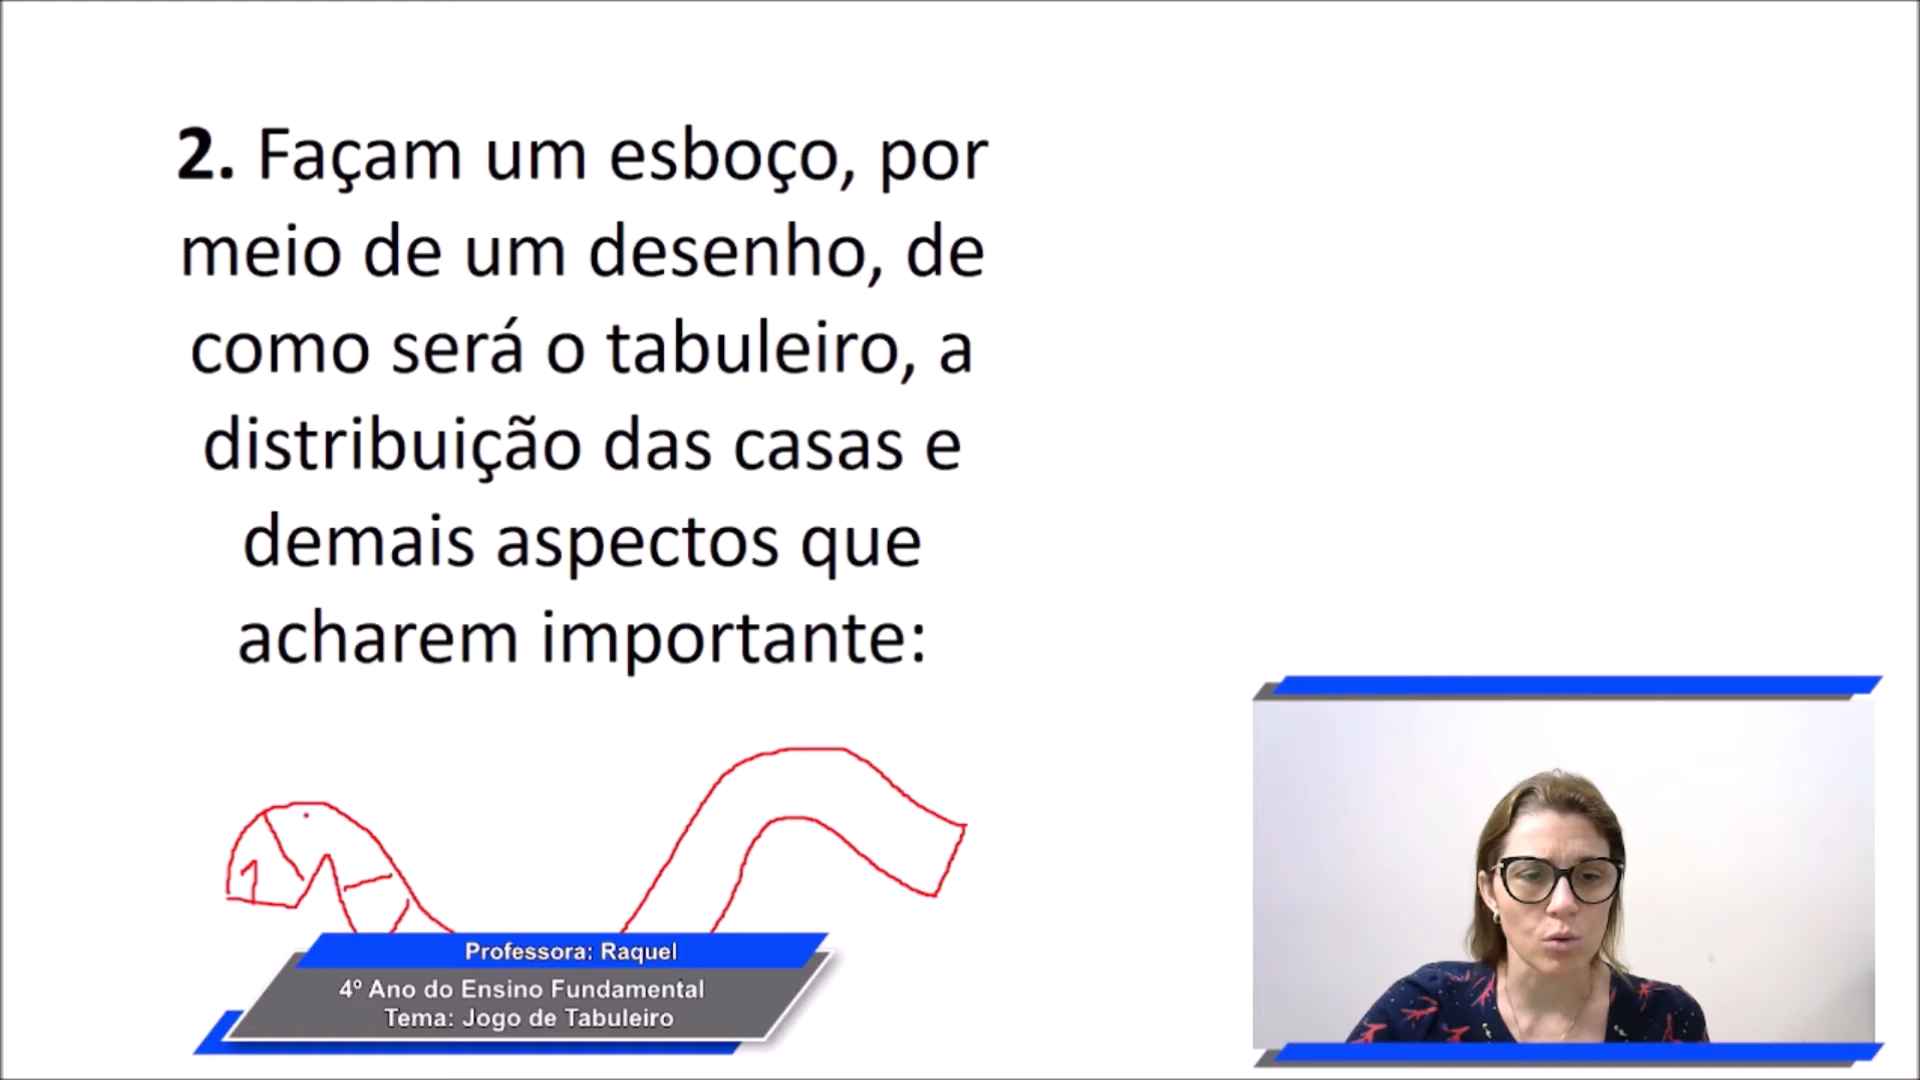 2. Façam um esboço, por
meio de um desenho, de
como será o tabuleiro, a
distribuição das casas e
demais aspectos que
acharem importante:
1
Professora: Raquel
4º Ano do Ensino Fundamental
Tema: Jogo de Tabuleiro